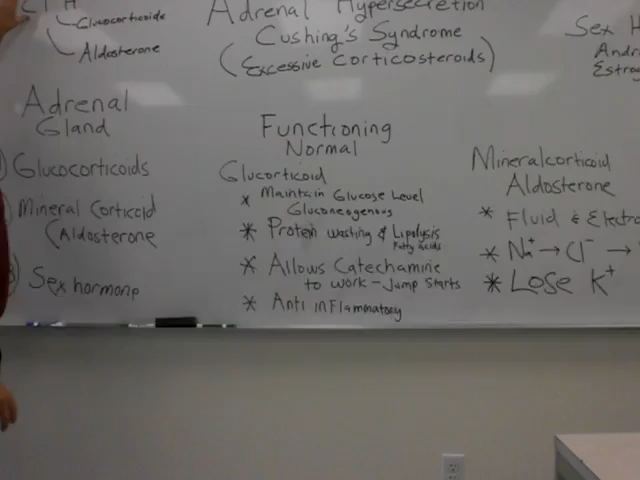 Glucocorticoids
Aldosterone
Adrenal Hypersecretion
Cushing's Syndrome
(Excessive Corticosteroids)
Sex H
Andr
Estrog
Adrenal
Gland
Glucocorticoids
Mineral Corticoid
(Aldosterone
Sex hormone
Functioning
Normal
Glucorticoid
* Maintain Glucose Level
Gluconeogenous
* Protein wasting & Lipolysis
Fatty Acids
* Allows Catechamine
to work - Jump starts
* Anti inflammatory
Mineralcorticoid
Aldosterone
* Fluid & Electro
* Na+ → Cl- →
* Lose K+